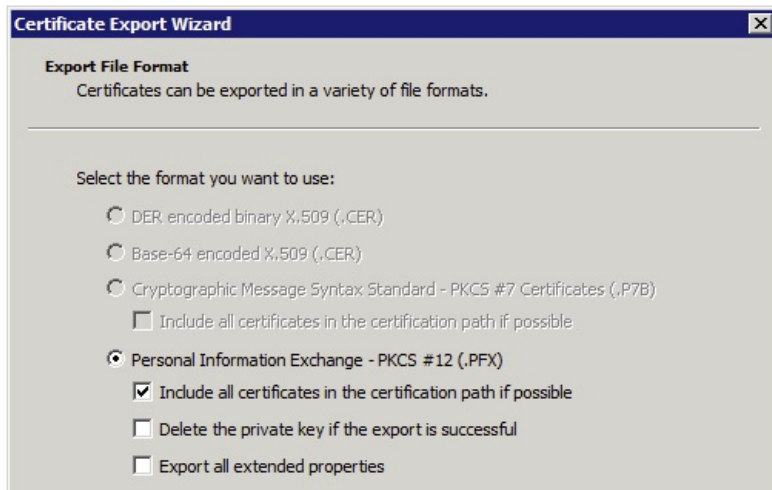 Certificate Export Wizard
Export File Format
Certificates can be exported in a variety of file formats.
Select the format you want to use:
DER encoded binary X.509 (.CER)
Base-64 encoded X.509 (.CER)
Cryptographic Message Syntax Standard - PKCS #7 Certificates (.P7B)
Include all certificates in the certification path if possible
Personal Information Exchange - PKCS #12 (.PFX)
Include all certificates in the certification path if possible
Delete the private key if the export is successful
Export all extended properties